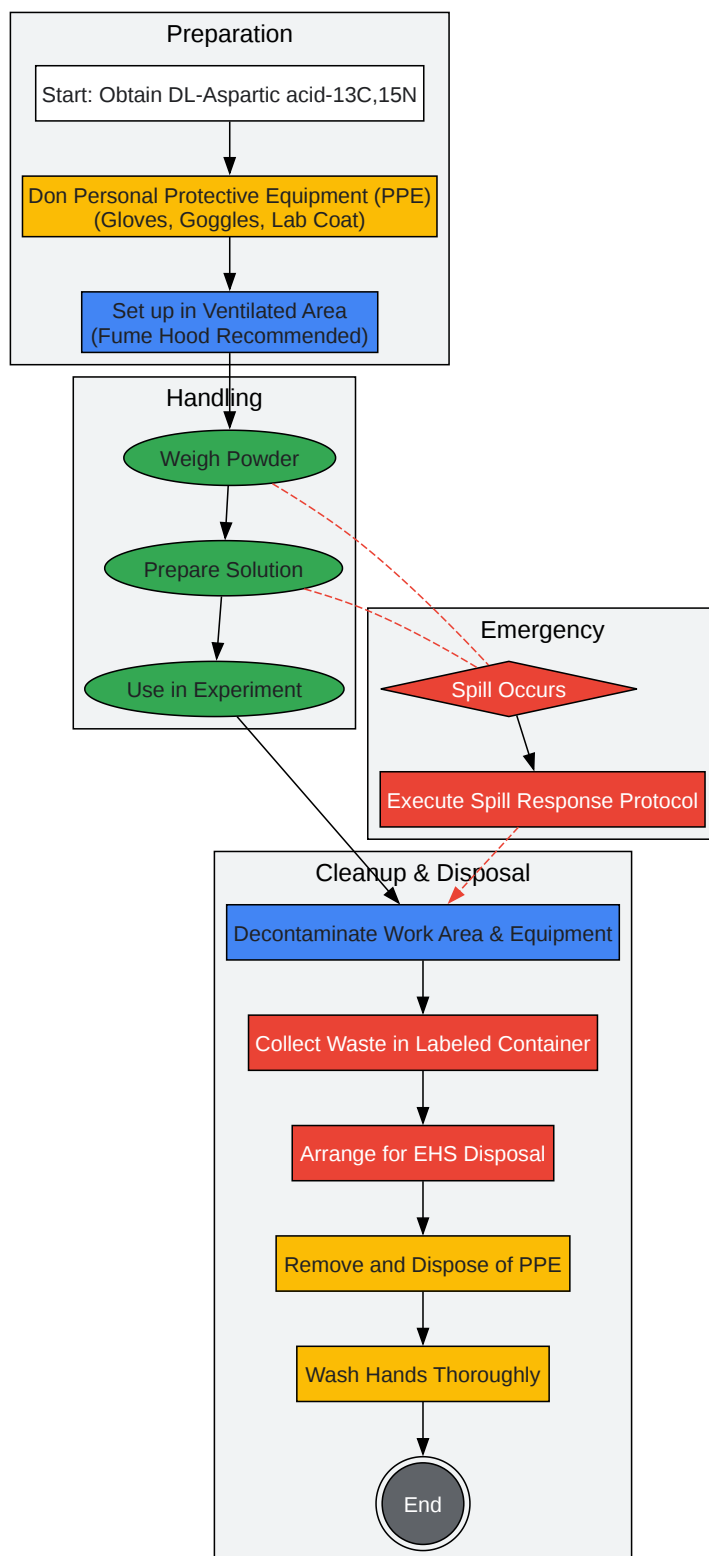 Preparation
Start: Obtain DL-Aspartic acid-13C,15N
Don Personal Protective Equipment (PPE)
(Gloves, Goggles, Lab Coat)
Set up in Ventilated Area
(Fume Hood Recommended)
Handling
Weigh Powder
Prepare Solution
Use in Experiment
Emergency
Spill Occurs
Execute Spill Response Protocol
Cleanup & Disposal
Decontaminate Work Area & Equipment
Collect Waste in Labeled Container
Arrange for EHS Disposal
Remove and Dispose of PPE
Wash Hands Thoroughly
End